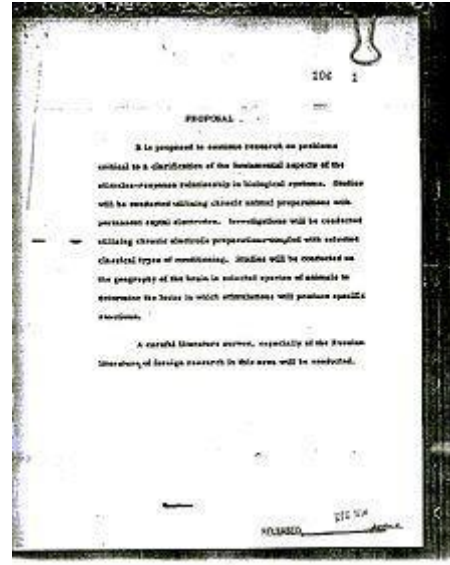 106 1
PROPOSAL
It is proposed to continue research on problems
critical to a clarification of the fundamental aspects of the
stimulus-response relationship in biological systems. Studies
will be conducted utilizing chronic animal preparations with
permanent electrodes. Investigations will be conducted
utilizing chronic electrode preparations coupled with selected
classical types of conditioning. Studies will be conducted on
the geography of the brain in selected species of animals to
determine the locus in which stimulations will produce specific
reactions.
A careful literature survey, especially of the Russian
literature, of foreign research in this area will be conducted.